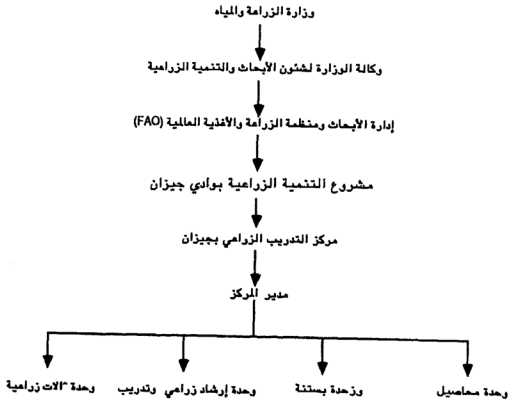 وزارة الزراعة والمياه
وكالة الوزارة لشئون الأبحاث والتنمية الزراعية
إدارة الأبحاث ومنظمة الزراعة والأغذية العالمية (FAO)
مشروع التنمية الزراعية بوادي جيزان
مركز التدريب الزراعي بجيزان
مدير المركز
وحدة محاصيل
وزحدة بستنة
وحدة إرشاد زراعي وتدريب
وحدة آلات زراعية